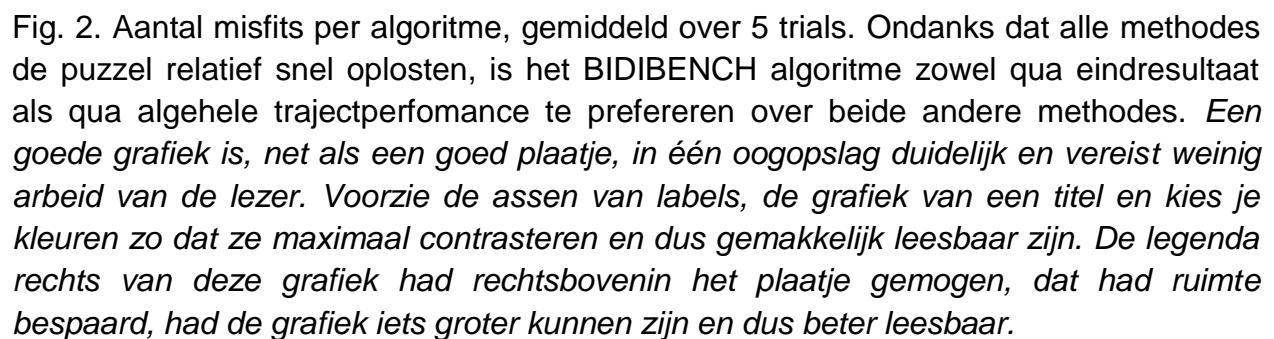 Fig. 2. Aantal misfits per algoritme, gemiddeld over 5 trials. Ondanks dat alle methodes
de puzzel relatief snel oplosten, is het BIDIBENCH algoritme zowel qua eindresultaat
als qua algehele trajectperfomance te prefereren over beide andere methodes. Een
goede grafiek is, net als een goed plaatje, in één oogopslag duidelijk en vereist weinig
arbeid van de lezer. Voorzie de assen van labels, de grafiek van een titel en kies je
kleuren zo dat ze maximaal contrasteren en dus gemakkelijk leesbaar zijn. De legenda
rechts van deze grafiek had rechtsbovenin het plaatje gemogen, dat had ruimte
bespaard, had de grafiek iets groter kunnen zijn en dus beter leesbaar.